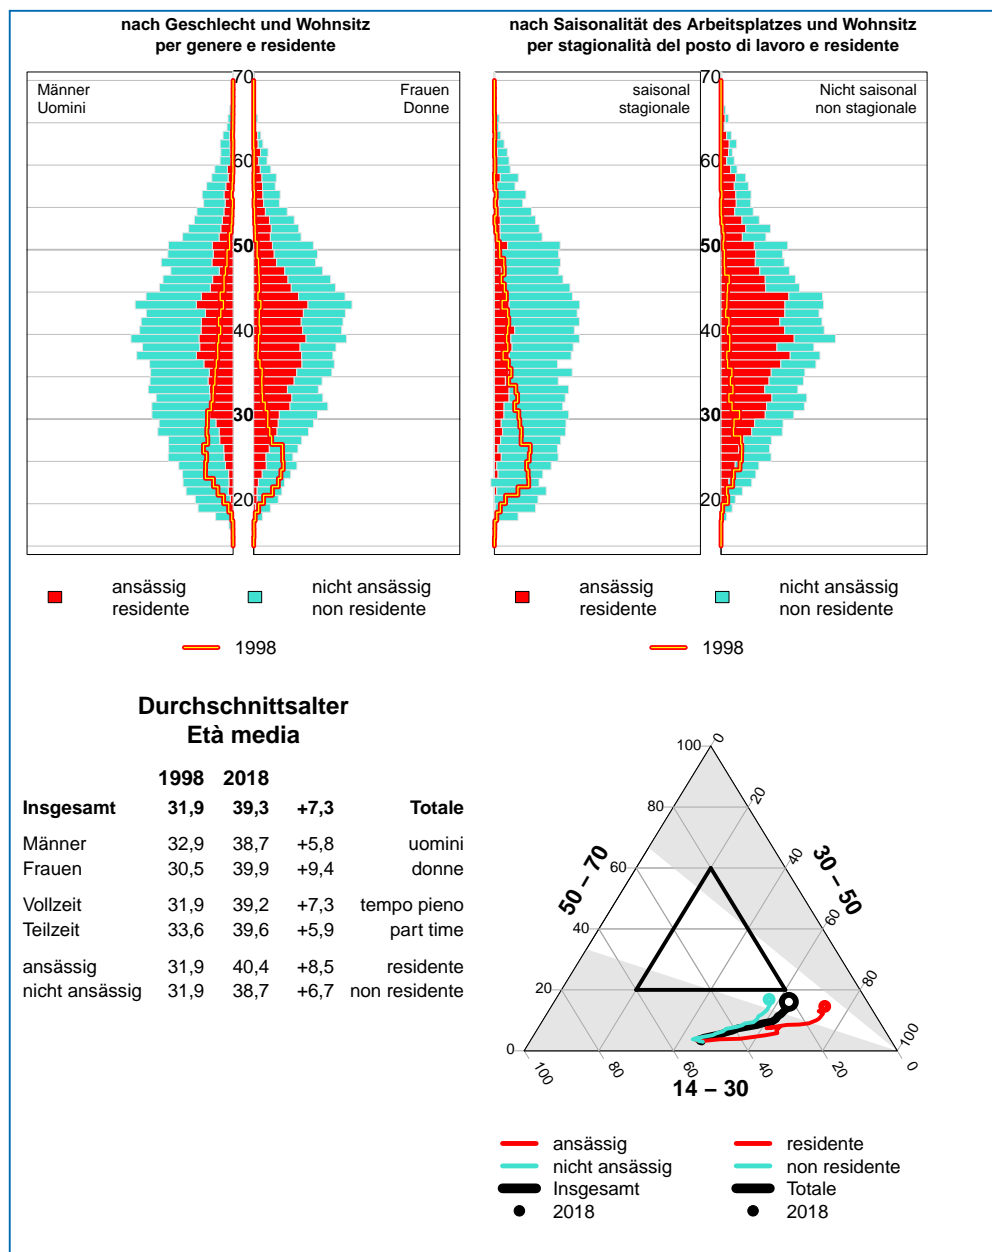 nach Geschlecht und Wohnsitz
per genere e residente
nach Saisonalität des Arbeitsplatzes und Wohnsitz
per stagionalità del posto di lavoro e residente
Männer
Uomini
70
60
50
40
30
20
Frauen
Donne
saisonal
stagionale
70
60
50
40
30
20
Nicht saisonal
non stagionale
ansässig
residente
nicht ansässig
non residente
1998
ansässig
residente
nicht ansässig
non residente
1998
Durchschnittsalter
Età media
1998 2018
Insgesamt 31,9 39,3 +7,3 Totale
Männer 32,9 38,7 +5,8 uomini
Frauen 30,5 39,9 +9,4 donne
Vollzeit 31,9 39,2 +7,3 tempo pieno
Teilzeit 33,6 39,6 +5,9 part time
ansässig 31,9 40,4 +8,5 residente
nicht ansässig 31,9 38,7 +6,7 non residente
50 – 70
100
80
60
40
20
0
30 – 50
0
20
40
60
80
100
100
80
60
40
20
0
14 – 30
ansässig residente
nicht ansässig non residente
Insgesamt Totale
2018 2018